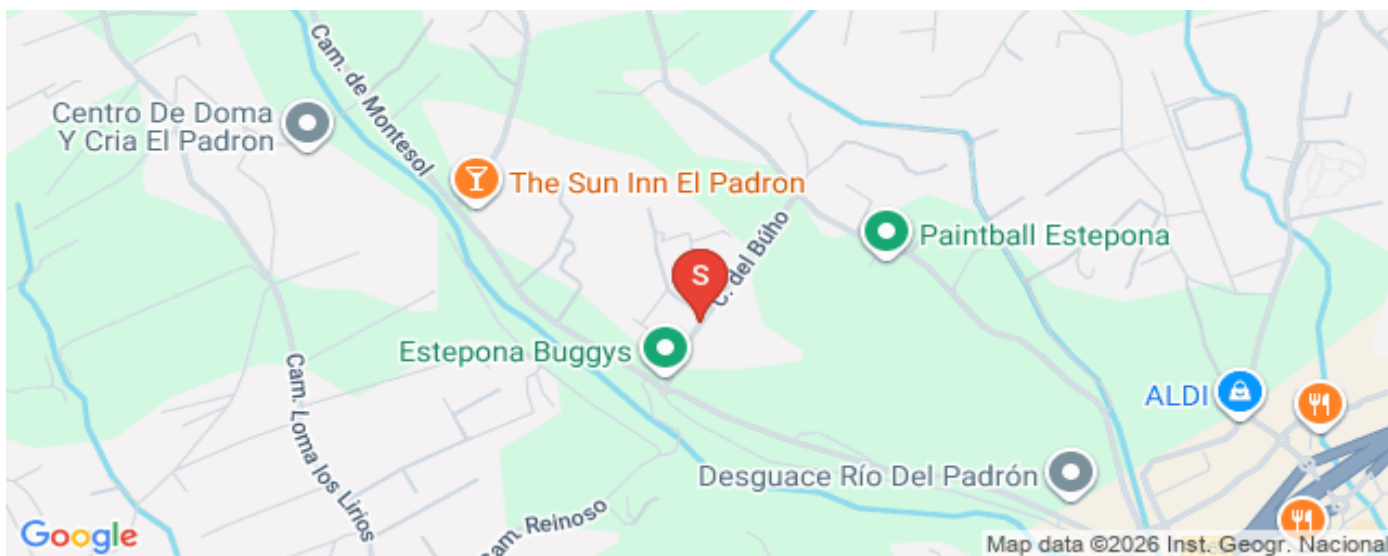 Cam. de Montesol
Centro De Doma
Y Cria El Padron
The Sun Inn El Padron
C. del Búho
Paintball Estepona
S
Estepona Buggys
Cam. Loma los Lirios
ALDI
Desguace Río Del Padrón
Cam. Reinoso
Google
Map data ©2026 Inst. Geogr. Nacional